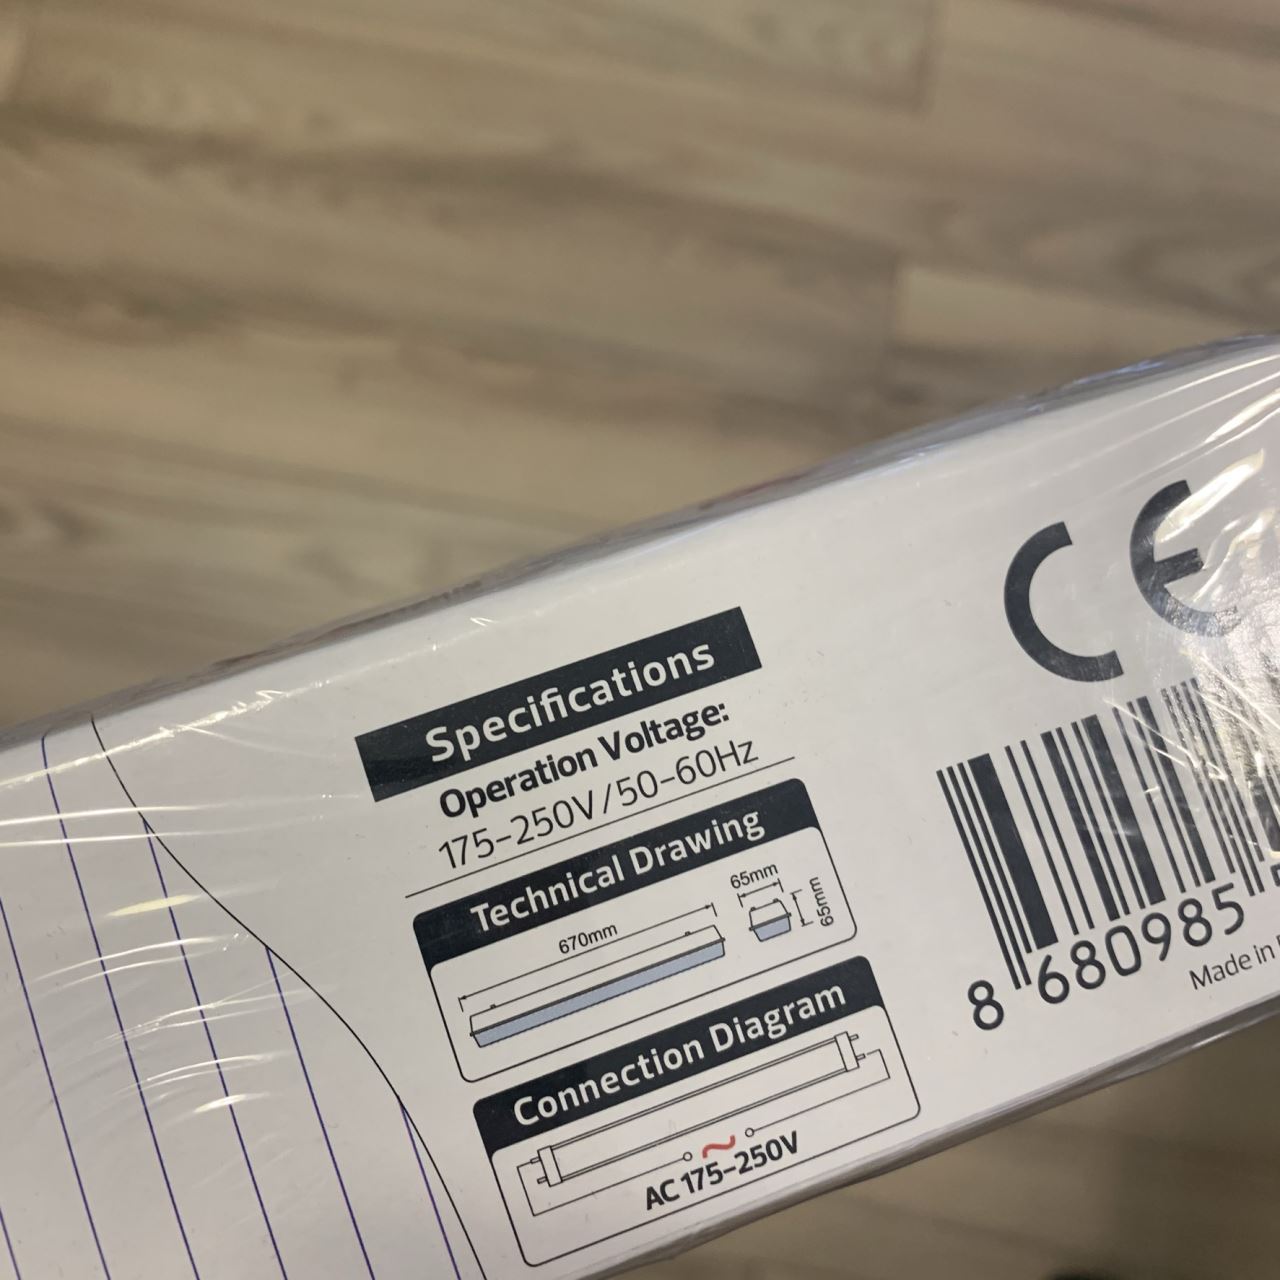 Specifications
Operation Voltage:
175-250V/50-60Hz
Technical Drawing
670mm
65mm
65mm
Connection Diagram
AC 175-250V
CE
8 680985
Made in